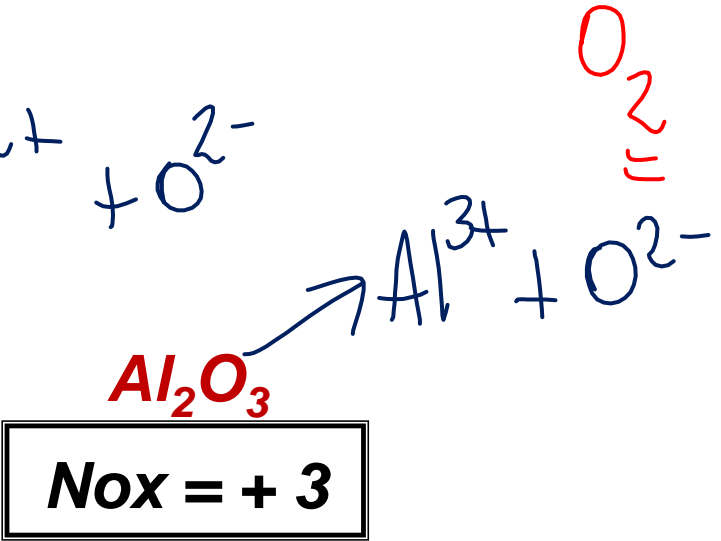 O₂
=
+ + O²⁻
Al³⁺ + O²⁻
Al₂O₃
Nox = + 3